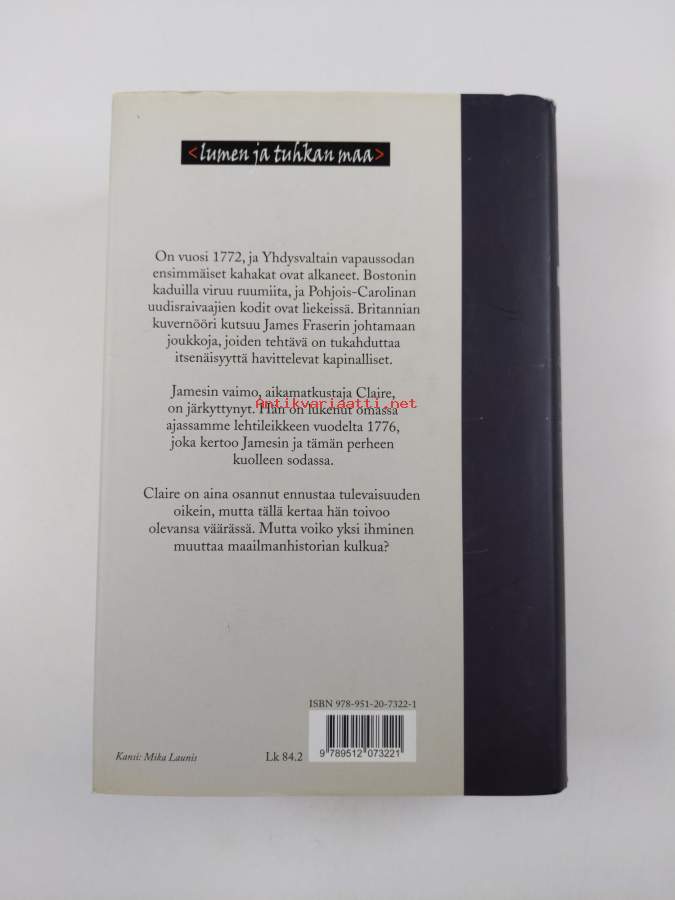 <lumen ja tuhkan maa>
On vuosi 1772, ja Yhdysvaltain vapaussodan
ensimmäiset kahakat ovat alkaneet. Bostonin
kaduilla viruu ruumiita, ja Pohjois-Carolinan
uudisraivaajien kodit ovat liekeissä. Britannian
kuvernööri kutsuu James Fraserin johtamaan
joukkoja, joiden tehtävä on tukahduttaa
itsenäisyyttä havittelevat kapinalliset.
Jamesin vaimo, aikamatkustaja Claire,
Antikvariaatti.net
on järkyttynyt. Hän on lukenut omassa
ajassamme lehtileikkeen vuodelta 1776,
joka kertoo Jamesin ja tämän perheen
kuolleen sodassa.
Claire on aina osannut ennustaa tulevaisuuden
oikein, mutta tällä kertaa hän toivoo
olevansa väärässä. Mutta voiko yksi ihminen
muuttaa maailmanhistorian kulkua?
ISBN 978-951-20-7322-1
Kansi: Mika Launis
Lk 84.2
9 789512 073221